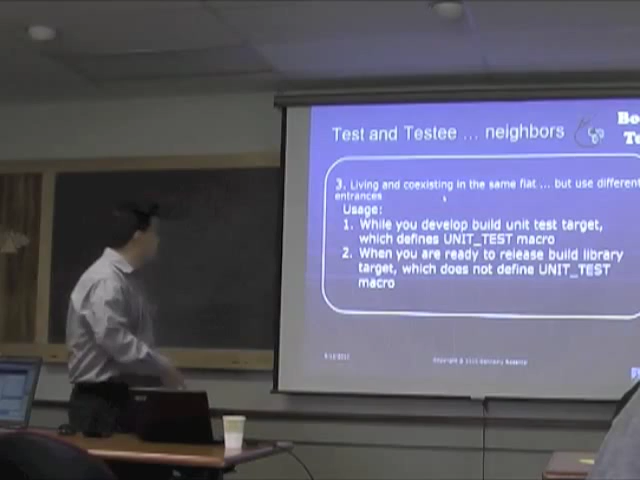 Test and Testee ... neighbors
Bo
Te
3. Living and coexisting in the same flat ... but use different
entrances
Usage:
1. While you develop build unit test target,
which defines UNIT_TEST macro
2. When you are ready to release build library
target, which does not define UNIT_TEST
macro